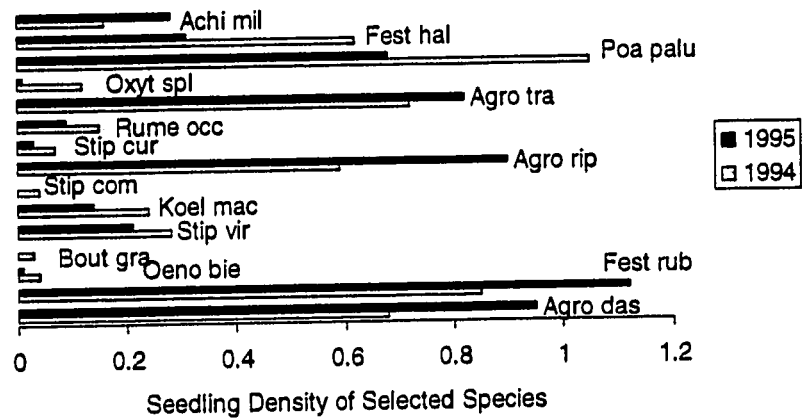 Achi mil
Fest hal
Poa palu
Oxyt spl
Agro tra
Rume occ
Stip cur
Agro rip
Stip com
Koel mac
Stip vir
Bout gra
Oeno bie
Fest rub
Agro das
1995
1994
0 0.2 0.4 0.6 0.8 1 1.2
Seedling Density of Selected Species